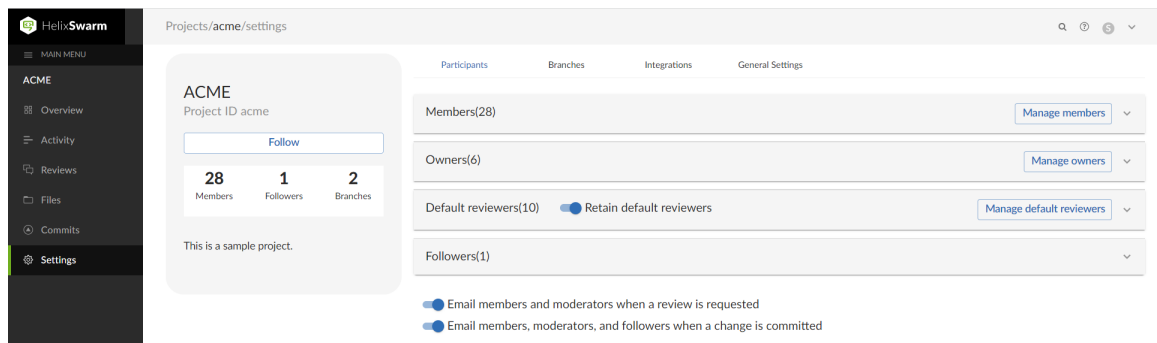 HelixSwarm
Projects/acme/settings
S
MAIN MENU
ACME
Overview
Activity
Reviews
Files
Commits
Settings
ACME
Project ID acme
Follow
28 1 2
Members Followers Branches
This is a sample project.
Participants Branches Integrations General Settings
Members(28) Manage members
Owners(6) Manage owners
Default reviewers(10) Retain default reviewers Manage default reviewers
Followers(1)
Email members and moderators when a review is requested
Email members, moderators, and followers when a change is committed